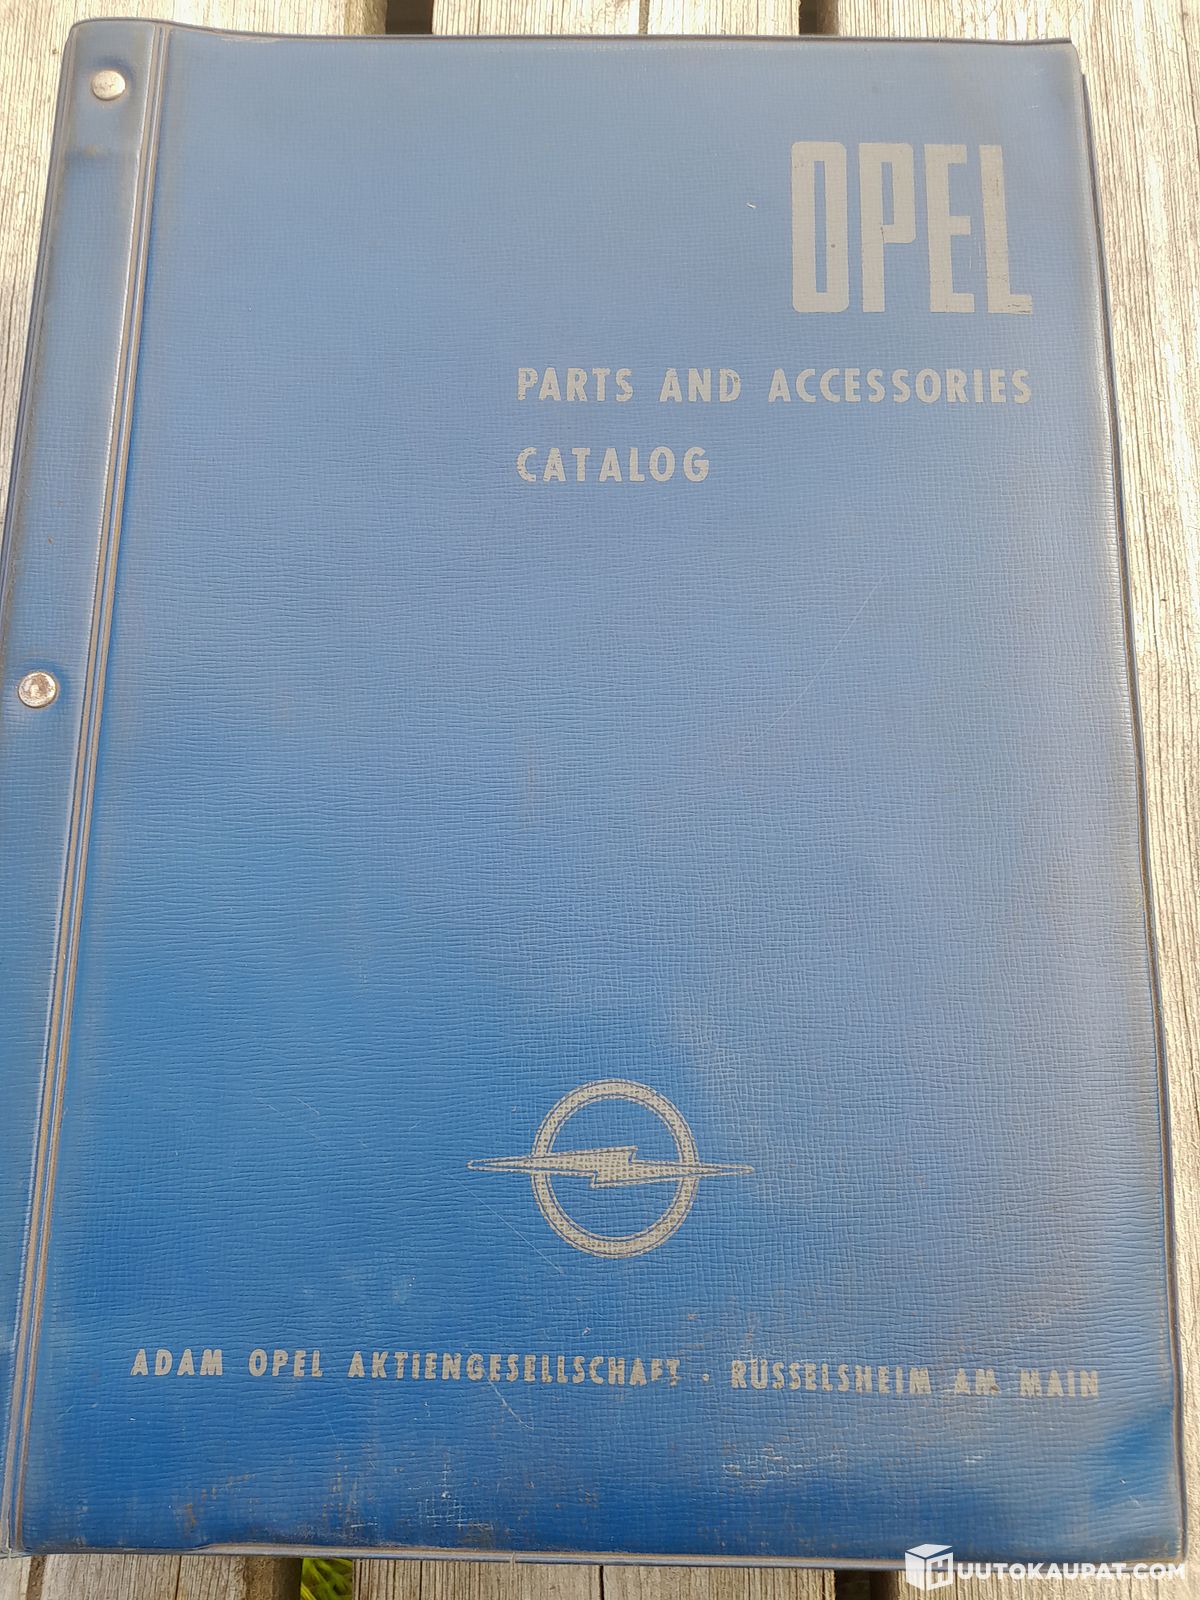 OPEL
PARTS AND ACCESSORIES
CATALOG
ADAM OPEL AKTIENGESELLSCHAFT · RÜSSELSHEIM AM MAIN
HUUTOKAUPAT.COM